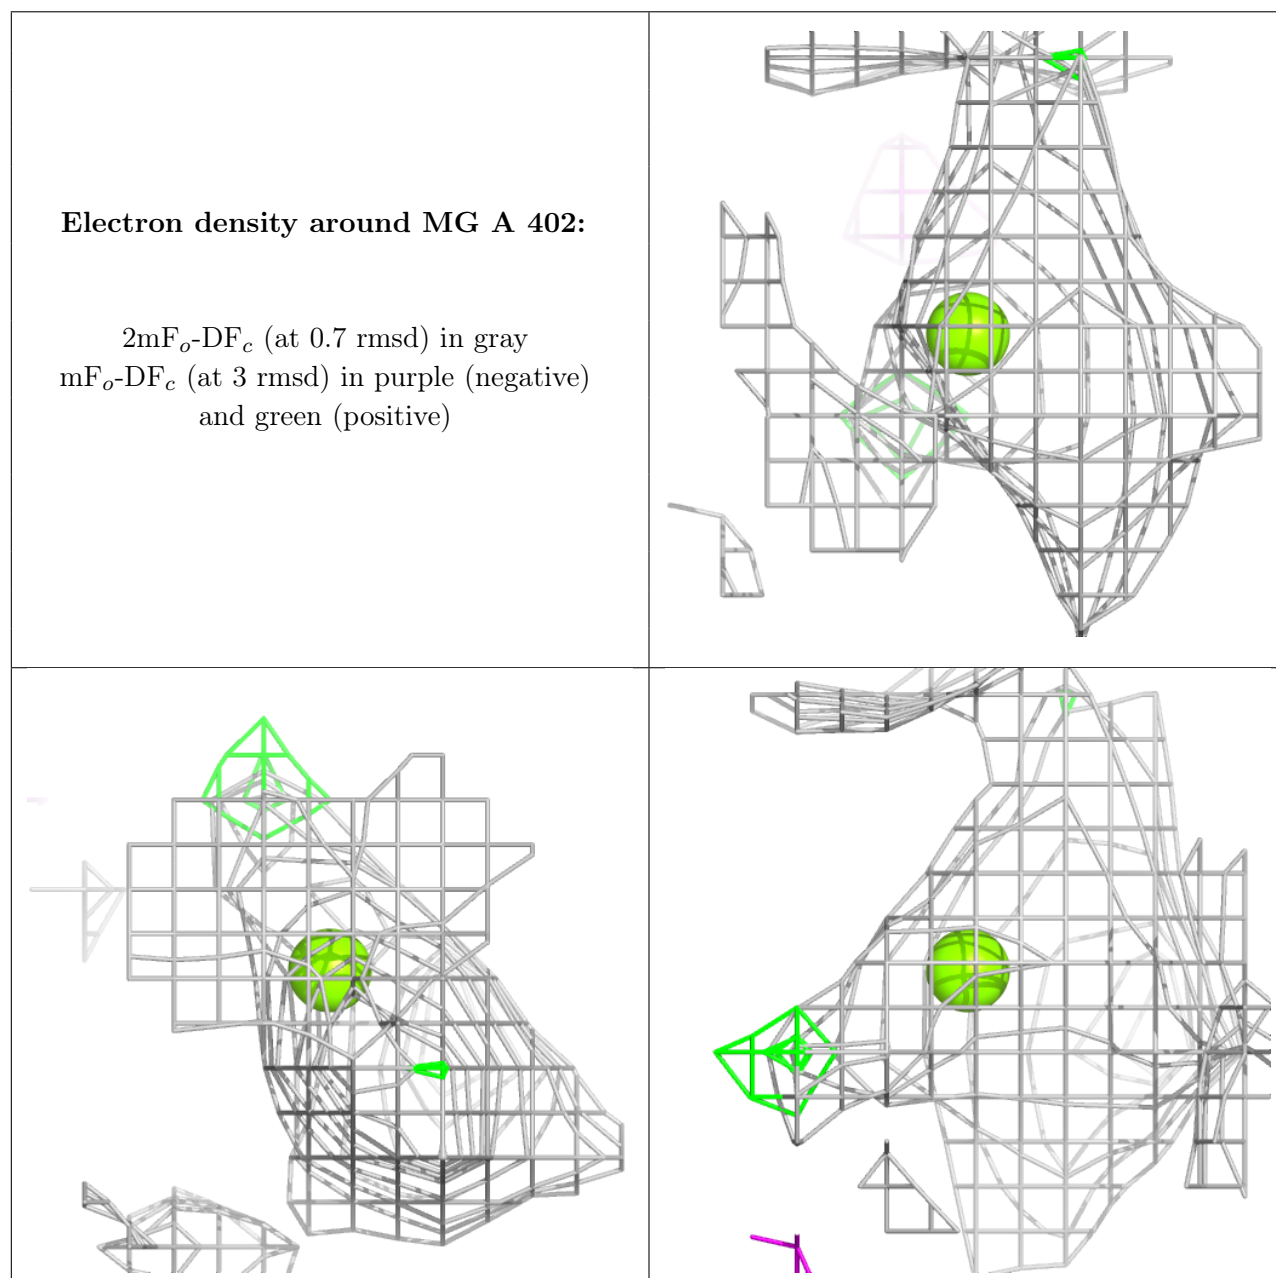 Electron density around MG A 402:
2mFo-DFc (at 0.7 rmsd) in gray
mFo-DFc (at 3 rmsd) in purple (negative)
and green (positive)